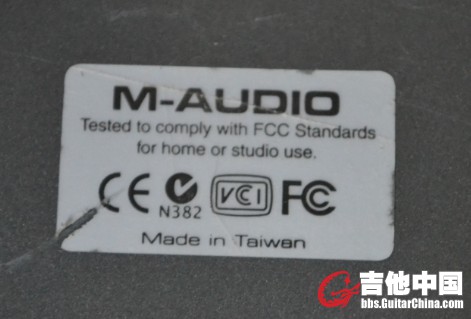 M-AUDIO
Tested to comply with FCC Standards
for home or studio use.
CE N382 VCI FC
Made in Taiwan
吉他中国
bbs.GuitarChina.com